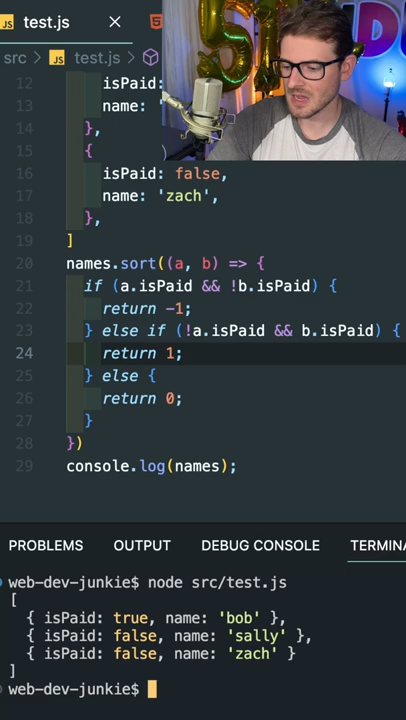 JS test.js ×
src > JS test.js >
12 isPaid:
13 name: '
14 },
15 {
16 isPaid: false,
17 name: 'zach',
18 },
19 ]
20 names.sort((a, b) => {
21 if (a.isPaid && !b.isPaid) {
22 return -1;
23 } else if (!a.isPaid && b.isPaid) {
24 return 1;
25 } else {
26 return 0;
27 }
28 })
29 console.log(names);
PROBLEMS OUTPUT DEBUG CONSOLE TERMINA
web-dev-junkie$ node src/test.js
[
{ isPaid: true, name: 'bob' },
{ isPaid: false, name: 'sally' },
{ isPaid: false, name: 'zach' }
]
web-dev-junkie$